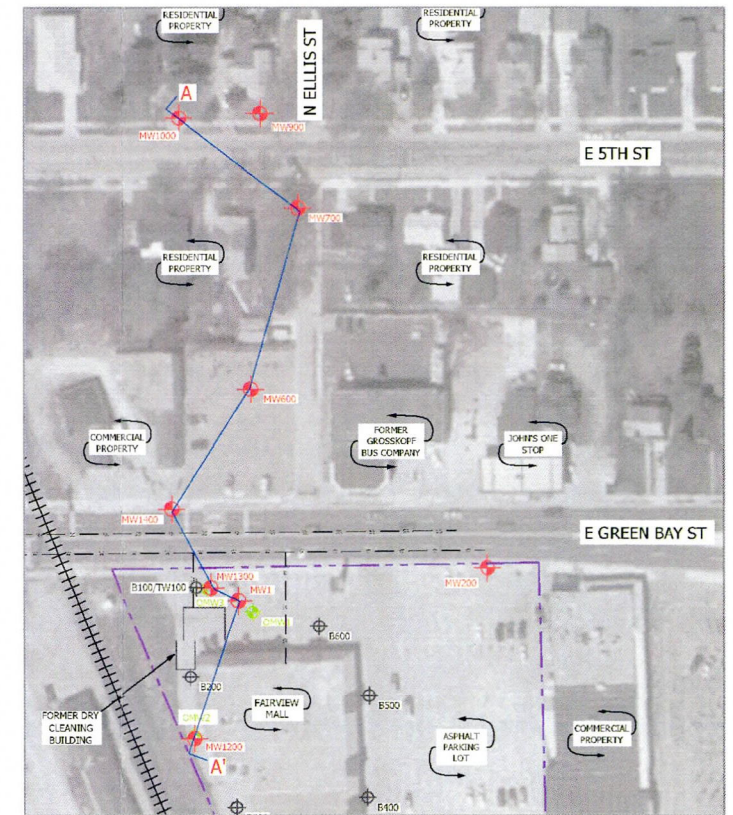 RESIDENTIAL
PROPERTY
RESIDENTIAL
PROPERTY
N ELLLIS ST
A
MW1000
MW900
E 5TH ST
MW700
RESIDENTIAL
PROPERTY
RESIDENTIAL
PROPERTY
MW600
COMMERCIAL
PROPERTY
FORMER
GROSSKOPF
BUS COMPANY
JOHN'S ONE
STOP
MW1400
E GREEN BAY ST
B100/TW100
MW1300
MW1
MW200
B600
B200
FORMER DRY
CLEANING
BUILDING
FAIRVIEW
MALL
B500
ASPHALT
PARKING
LOT
COMMERCIAL
PROPERTY
MW1200
A'
B400